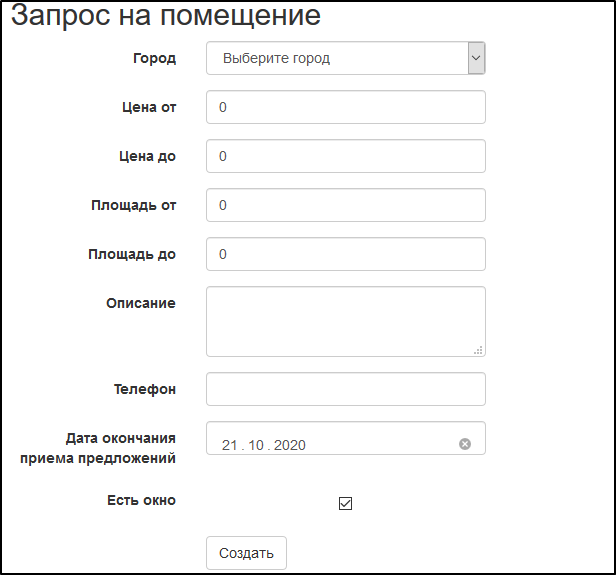 Запрос на помещение
Город Выберите город
Цена от 0
Цена до 0
Площадь от 0
Площадь до 0
Описание
Телефон
Дата окончания
приема предложений 21 . 10 . 2020
Есть окно
Создать